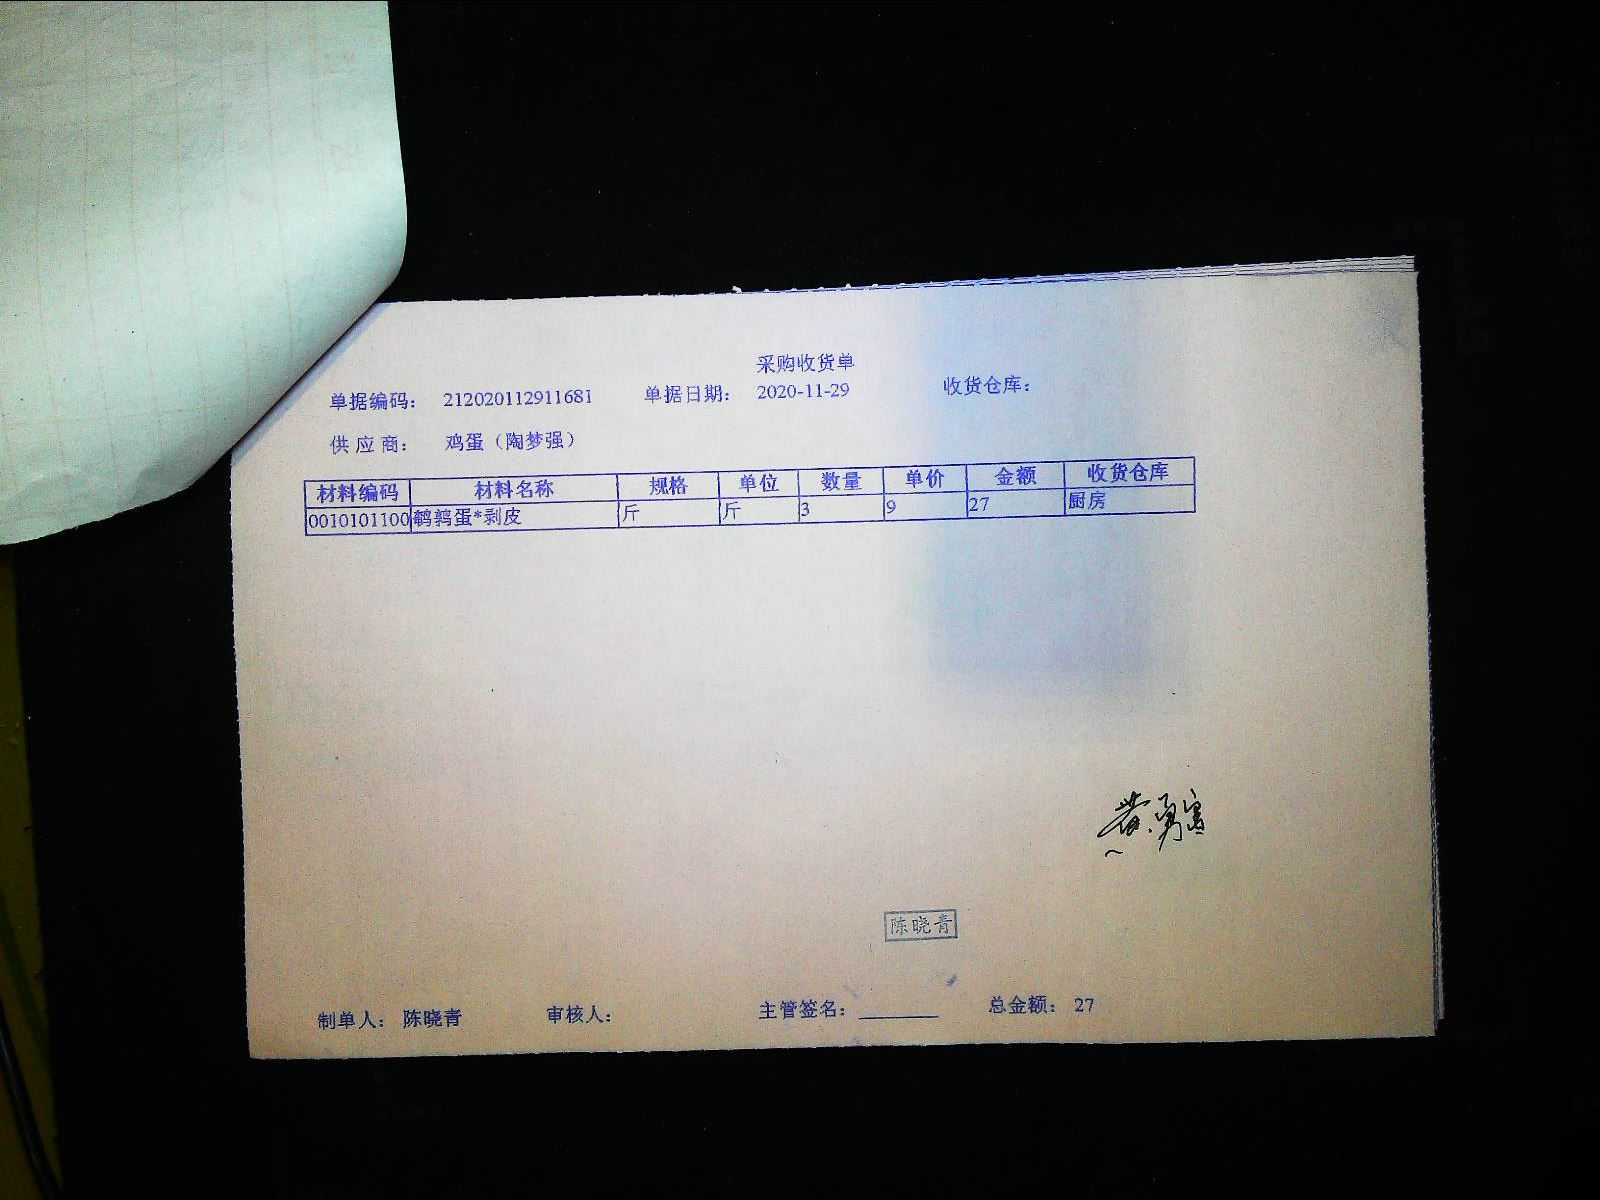 采购收货单
单据编码： 212020112911681 单据日期： 2020-11-29 收货仓库：
供 应 商： 鸡蛋（陶梦强）
材料编码 材料名称 规格 单位 数量 单价 金额 收货仓库
0010101100 鹌鹑蛋*剥皮 斤 斤 3 9 27 厨房
陈晓青
制单人： 陈晓青 审核人： 主管签名：________ 总金额： 27